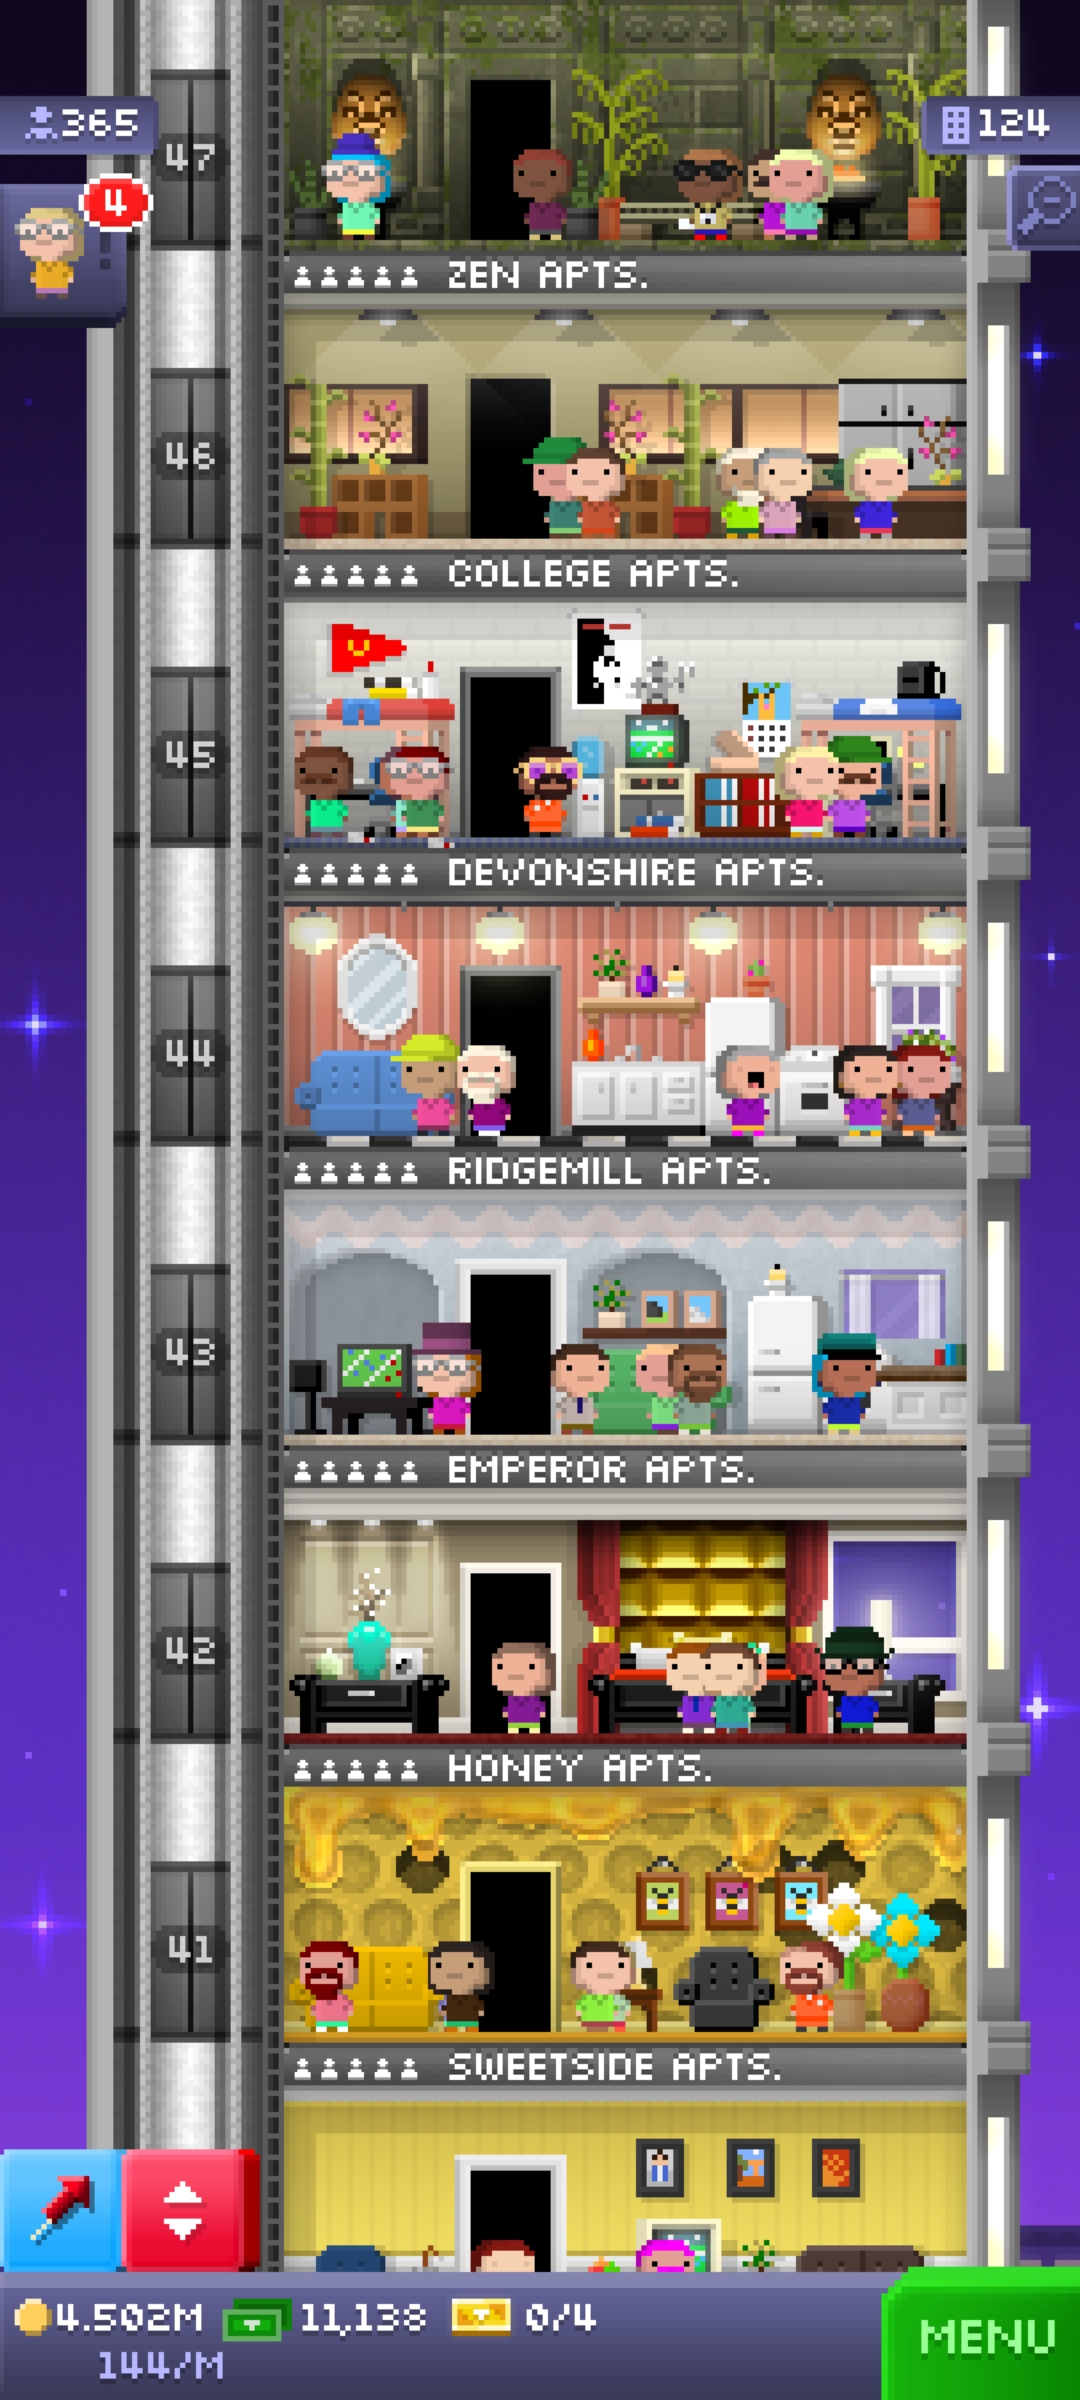 365
124
4
47
ZEN APTS.
46
COLLEGE APTS.
45
DEVONSHIRE APTS.
44
RIDGEMILL APTS.
43
EMPEROR APTS.
42
HONEY APTS.
41
SWEETSIDE APTS.
4.502M 11,138 0/4
144/M
MENU